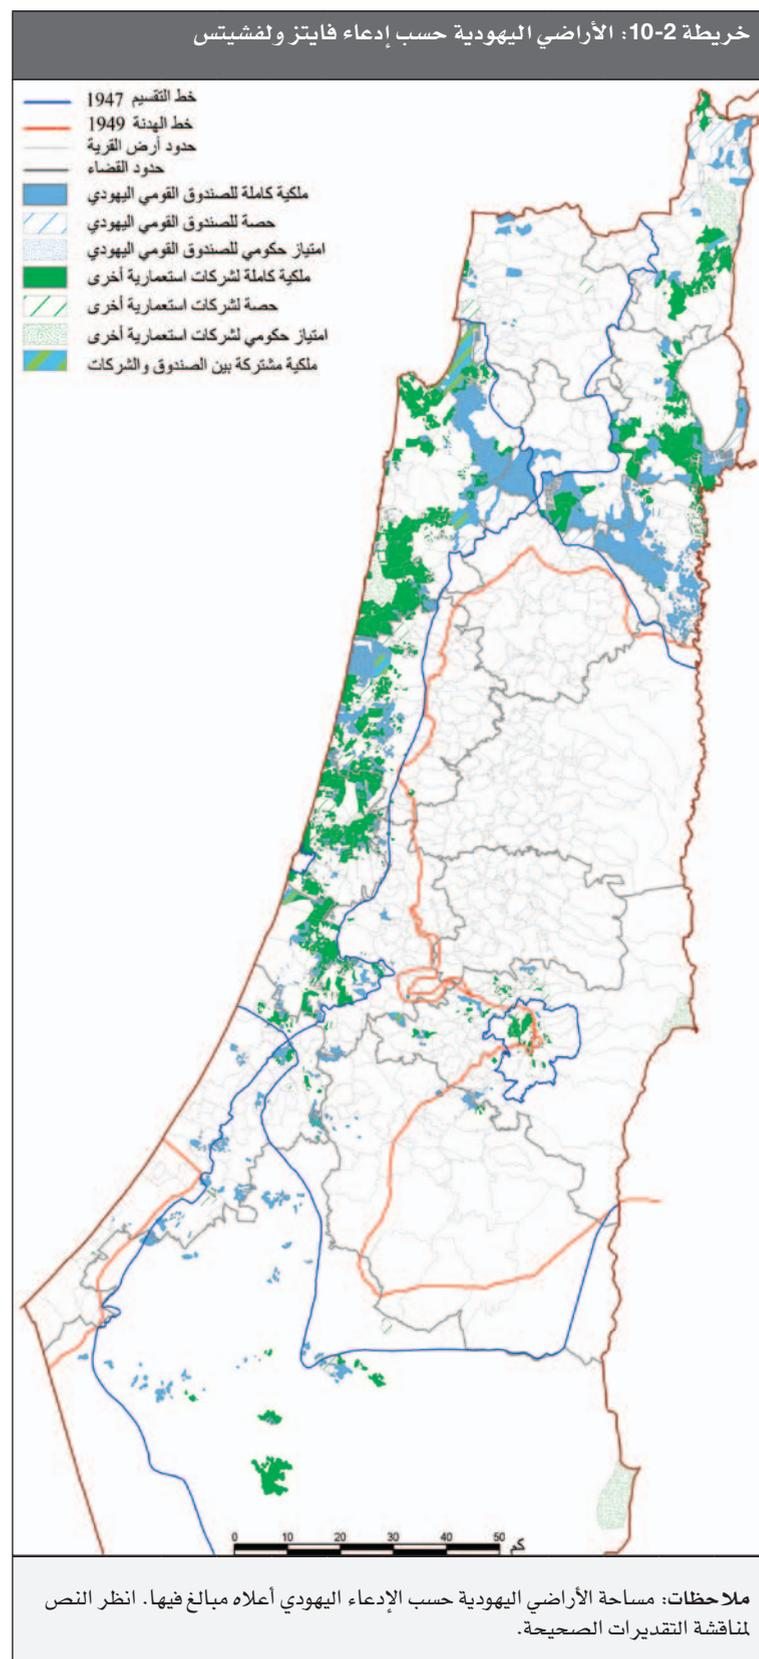 خريطة 2-10: الأراضي اليهودية حسب إدعاء فايتز ولفشيتس
خط التقسيم 1947
خط الهدنة 1949
حدود أرض القرية
حدود القضاء
ملكية كاملة للصندوق القومي اليهودي
حصة للصندوق القومي اليهودي
امتياز حكومي للصندوق القومي اليهودي
ملكية كاملة لشركات استعمارية أخرى
حصة لشركات استعمارية أخرى
امتياز حكومي لشركات استعمارية أخرى
ملكية مشتركة بين الصندوق والشركات
0 10 20 30 40 50 كم
ملاحظات: مساحة الأراضي اليهودية حسب الإدعاء اليهودي أعلاه مبالغ فيها. انظر النص
لمناقشة التقديرات الصحيحة.